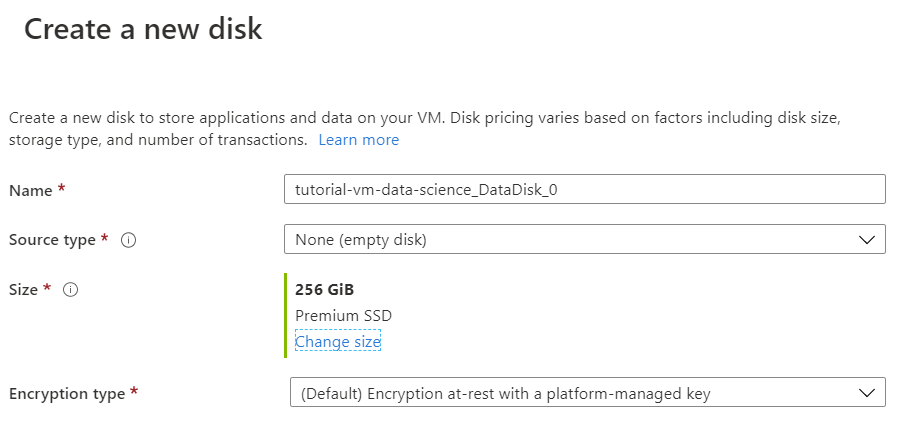 Create a new disk
Create a new disk to store applications and data on your VM. Disk pricing varies based on factors including disk size,
storage type, and number of transactions. Learn more
Name *
tutorial-vm-data-science_DataDisk_0
Source type *
None (empty disk)
Size *
256 GiB
Premium SSD
Change size
Encryption type *
(Default) Encryption at-rest with a platform-managed key